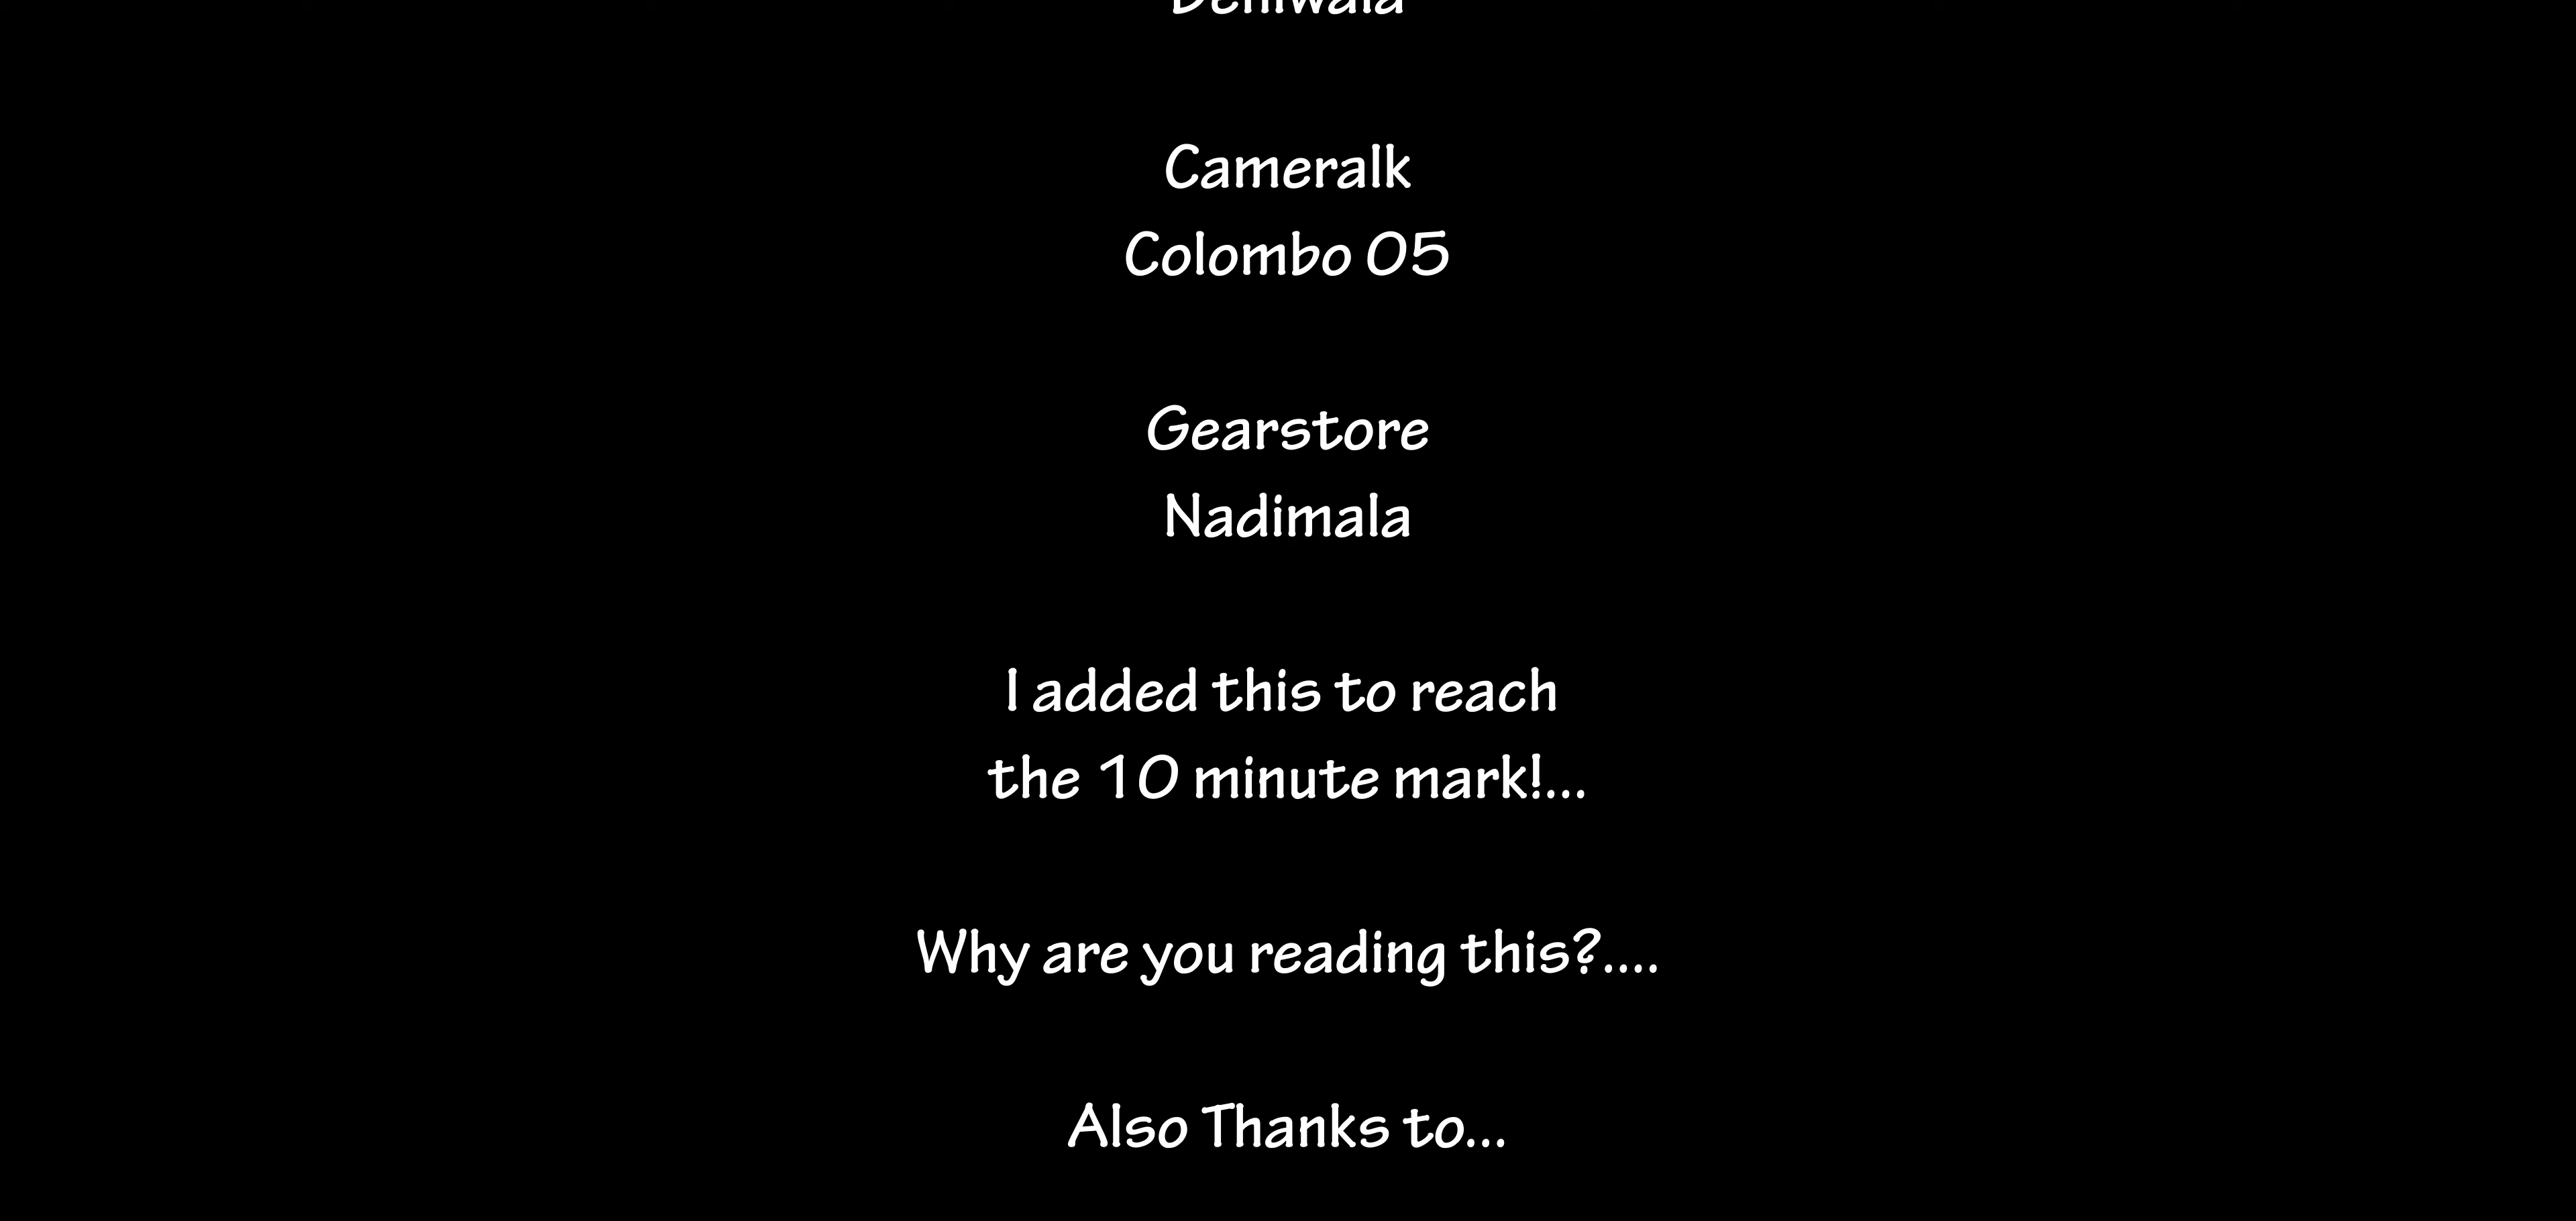 Cameralk
Colombo 05
Gearstore
Nadimala
I added this to reach
the 10 minute mark!...
Why are you reading this?....
Also Thanks to...